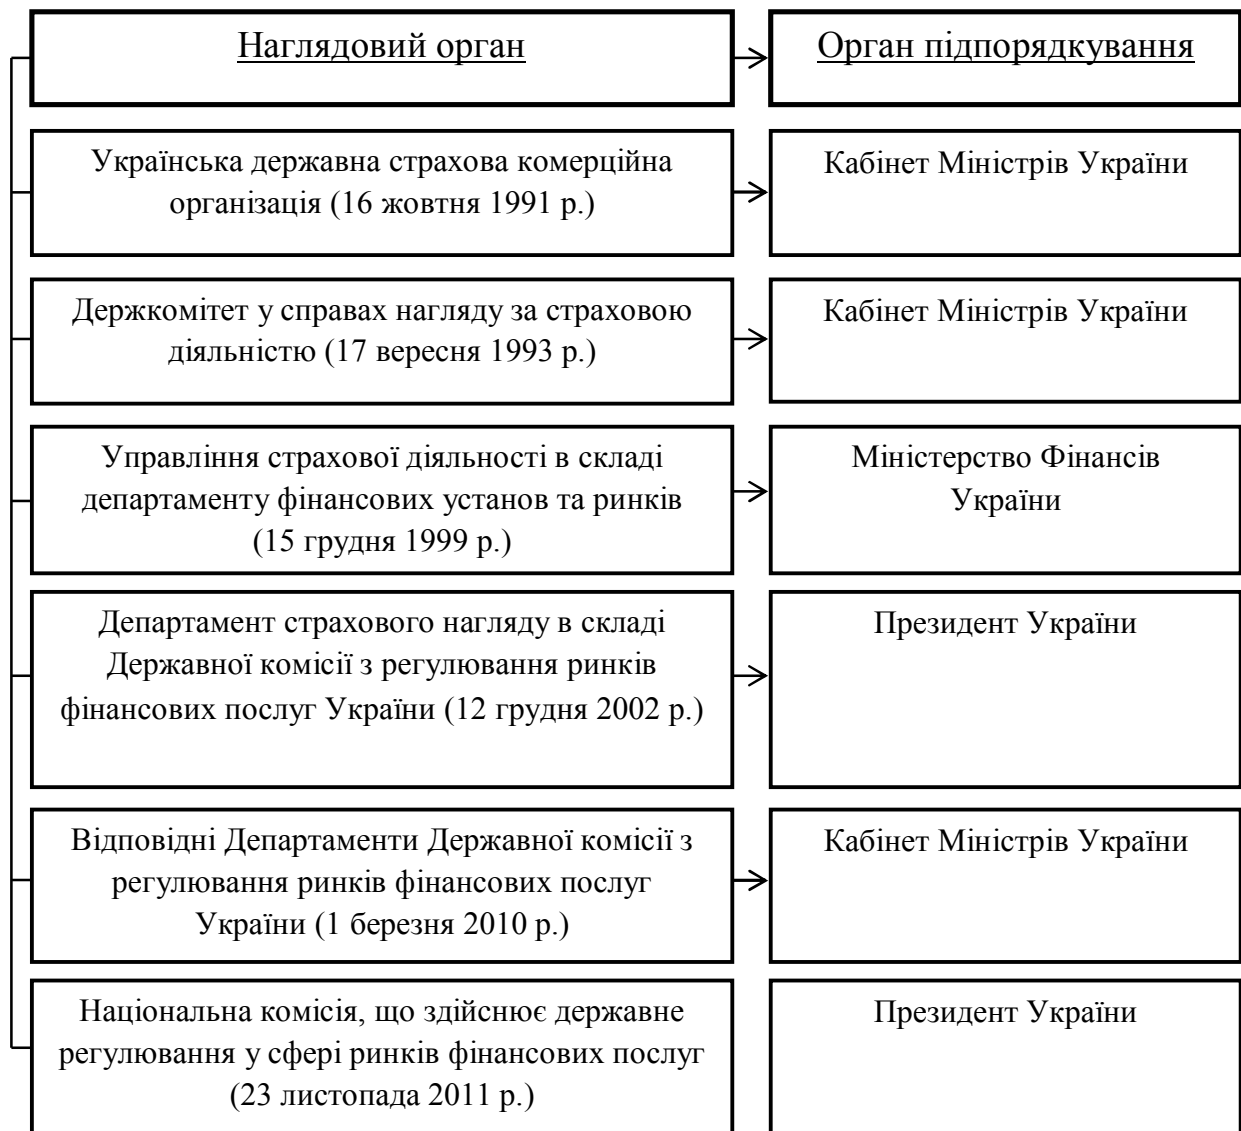 Наглядовий орган
Орган підпорядкування
Українська державна страхова комерційна
організація (16 жовтня 1991 р.)
Кабінет Міністрів України
Держкомітет у справах нагляду за страховою
діяльністю (17 вересня 1993 р.)
Кабінет Міністрів України
Управління страхової діяльності в складі
департаменту фінансових установ та ринків
(15 грудня 1999 р.)
Міністерство Фінансів
України
Департамент страхового нагляду в складі
Державної комісії з регулювання ринків
фінансових послуг України (12 грудня 2002 р.)
Президент України
Відповідні Департаменти Державної комісії з
регулювання ринків фінансових послуг
України (1 березня 2010 р.)
Кабінет Міністрів України
Національна комісія, що здійснює державне
регулювання у сфері ринків фінансових послуг
(23 листопада 2011 р.)
Президент України